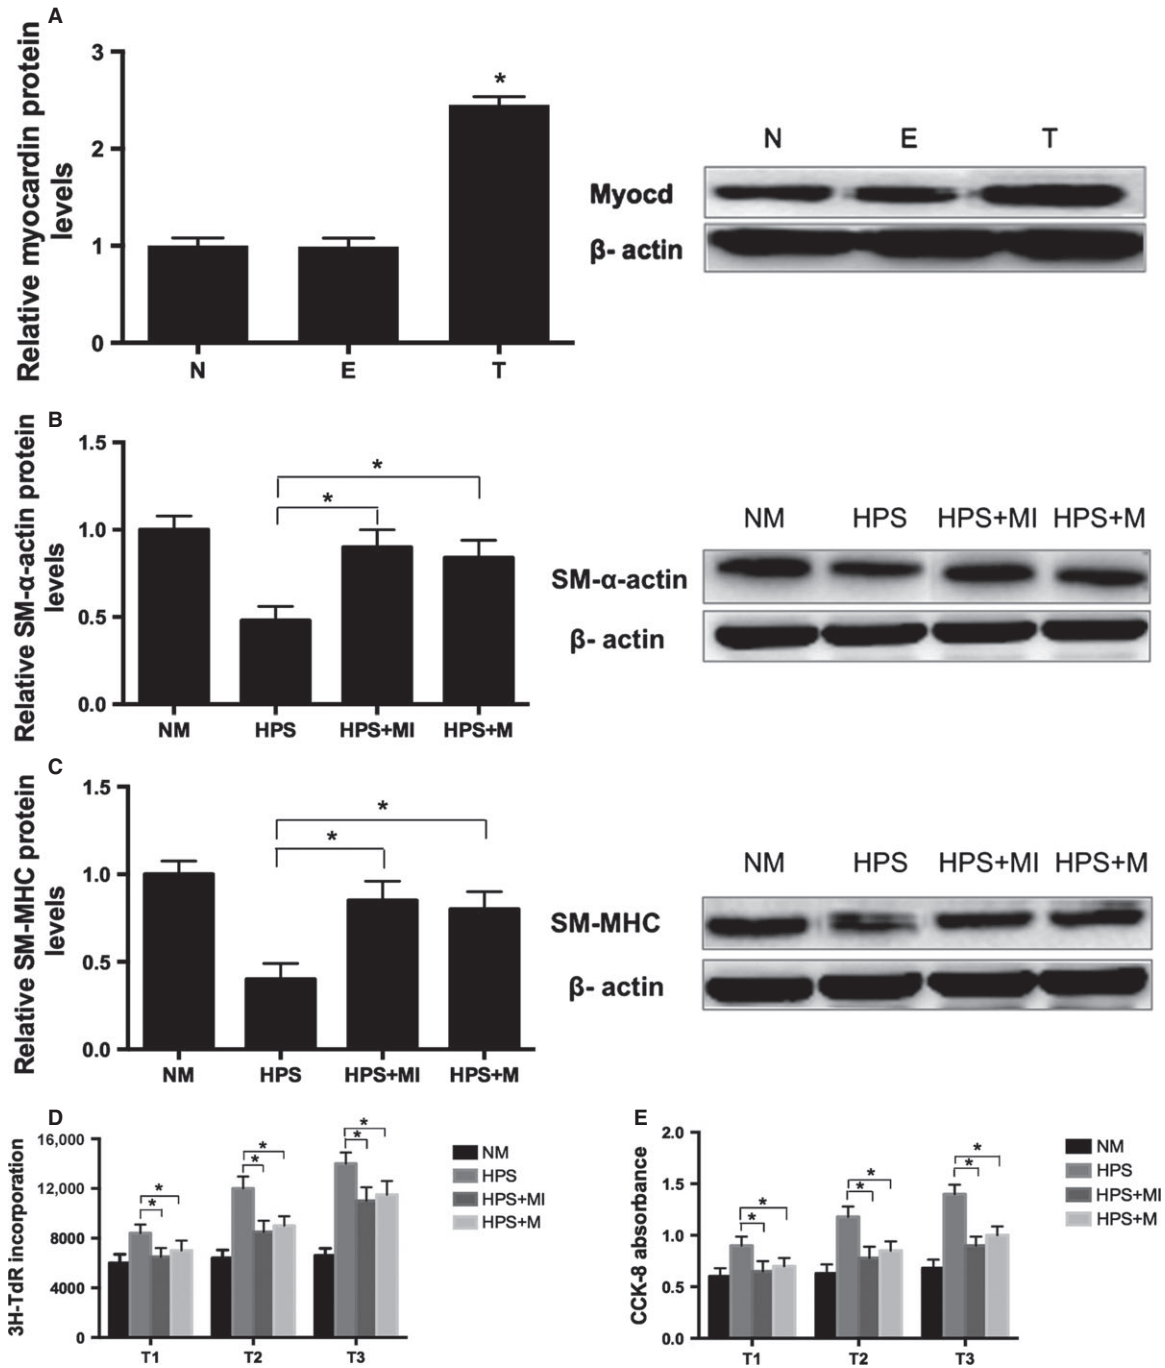 A
Relative myocardin protein
levels
3
2
1
0
*
N
E
T
N E T
Myocd
β- actin
B
Relative SM-α-actin protein
levels
1.5
1.0
0.5
0.0
*
*
NM
HPS
HPS+MI
HPS+M
NM HPS HPS+MI HPS+M
SM-α-actin
β- actin
C
Relative SM-MHC protein
levels
1.5
1.0
0.5
0.0
*
*
NM
HPS
HPS+MI
HPS+M
NM HPS HPS+MI HPS+M
SM-MHC
β- actin
D
3H-TdR incorporation
16,000
12,000
8000
4000
0
*
*
*
*
*
*
T1
T2
T3
NM
HPS
HPS+MI
HPS+M
E
CCK-8 absorbance
2.0
1.5
1.0
0.5
0.0
*
*
*
*
*
*
T1
T2
T3
NM
HPS
HPS+MI
HPS+M